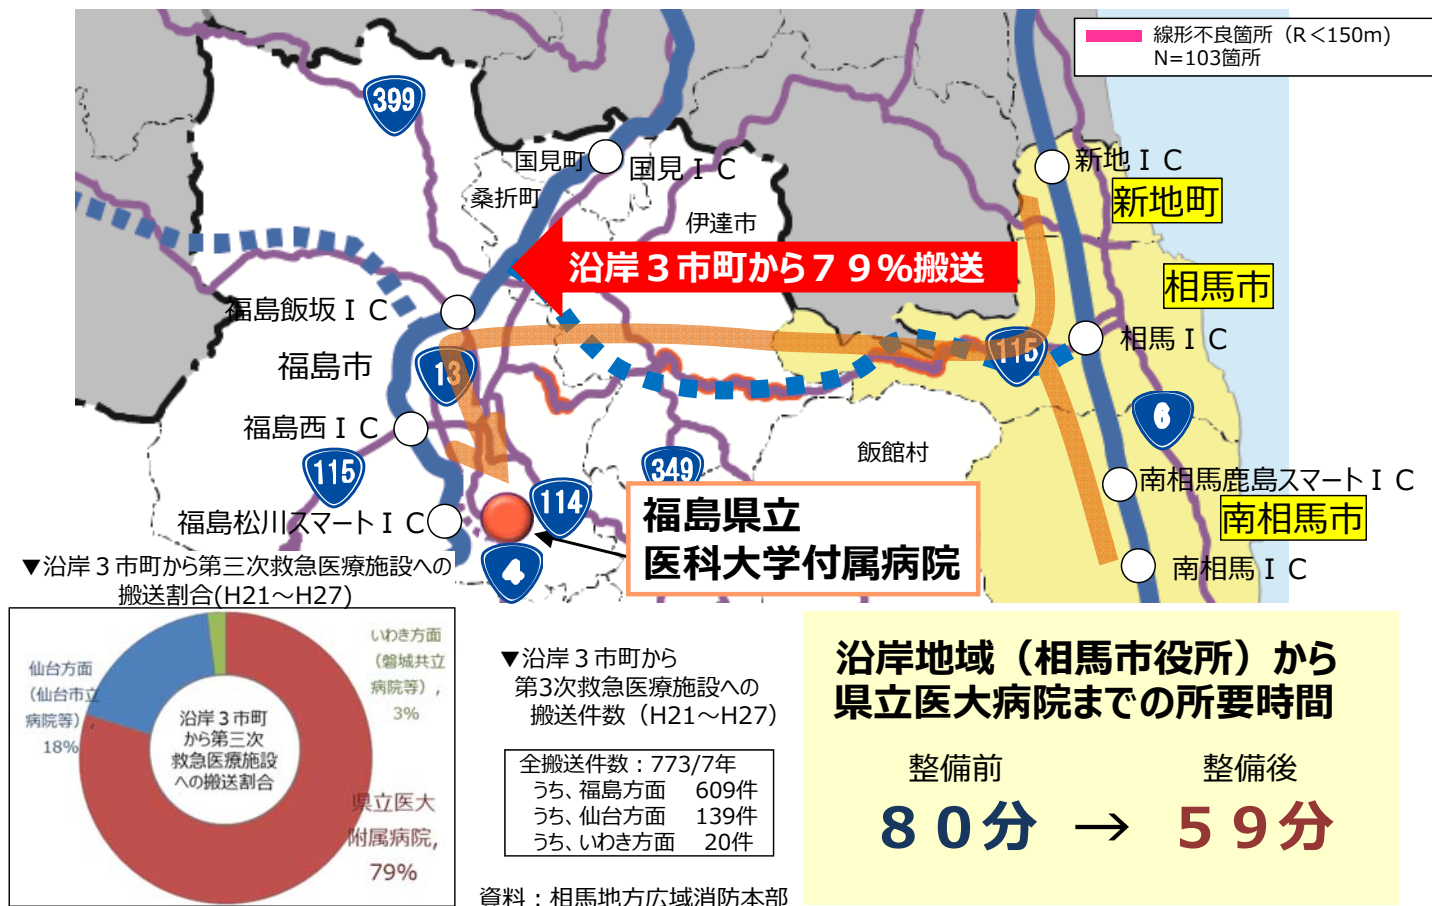 線形不良箇所（R＜150m）
N=103箇所
399
国見町
国見ＩＣ
桑折町
伊達市
新地ＩＣ
新地町
沿岸３市町から７９％搬送
相馬市
福島飯坂ＩＣ
相馬ＩＣ
福島市
13
115
福島西ＩＣ
6
115
飯館村
349
南相馬鹿島スマートＩＣ
114
福島県立
医科大学付属病院
南相馬市
福島松川スマートＩＣ
4
南相馬ＩＣ
▼沿岸３市町から第三次救急医療施設への
搬送割合(H21～H27)
いわき方面
（磐城共立
病院等）,
3%
仙台方面
（仙台市立
病院等）,
18%
沿岸３市町
から第三次
救急医療施設
への搬送割合
県立医大
附属病院,
79%
▼沿岸３市町から
第3次救急医療施設への
搬送件数（H21～H27）
全搬送件数：773/7年
うち、福島方面　609件
うち、仙台方面　139件
うち、いわき方面　20件
資料：相馬地方広域消防本部
沿岸地域（相馬市役所）から
県立医大病院までの所要時間
整備前　整備後
８０分 → ５９分